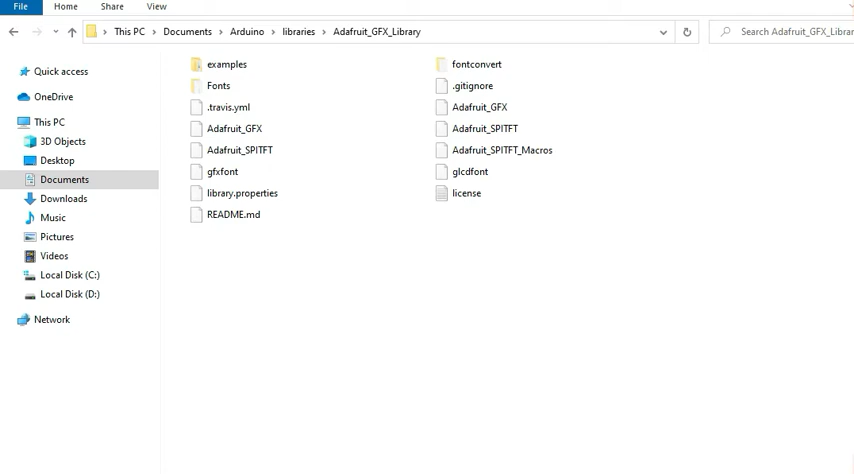 File Home Share View
This PC Documents Arduino libraries Adafruit_GFX_Library
Search Adafruit_GFX_Librar
Quick access
OneDrive
This PC
3D Objects
Desktop
Documents
Downloads
Music
Pictures
Videos
Local Disk (C:)
Local Disk (D:)
Network
examples fontconvert
Fonts .gitignore
.travis.yml Adafruit_GFX
Adafruit_GFX Adafruit_SPITFT
Adafruit_SPITFT Adafruit_SPITFT_Macros
gfxfont glcdfont
library.properties license
README.md